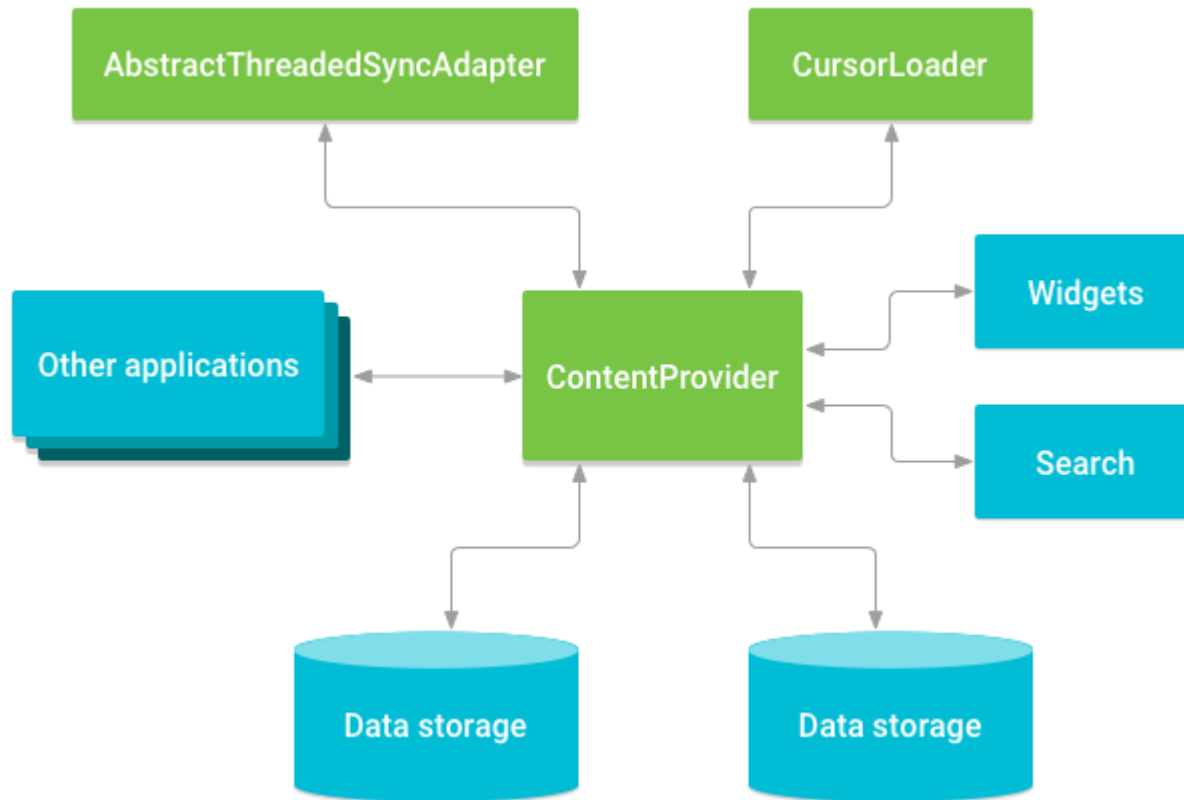 AbstractThreadedSyncAdapter
CursorLoader
Widgets
Other applications
ContentProvider
Search
Data storage
Data storage